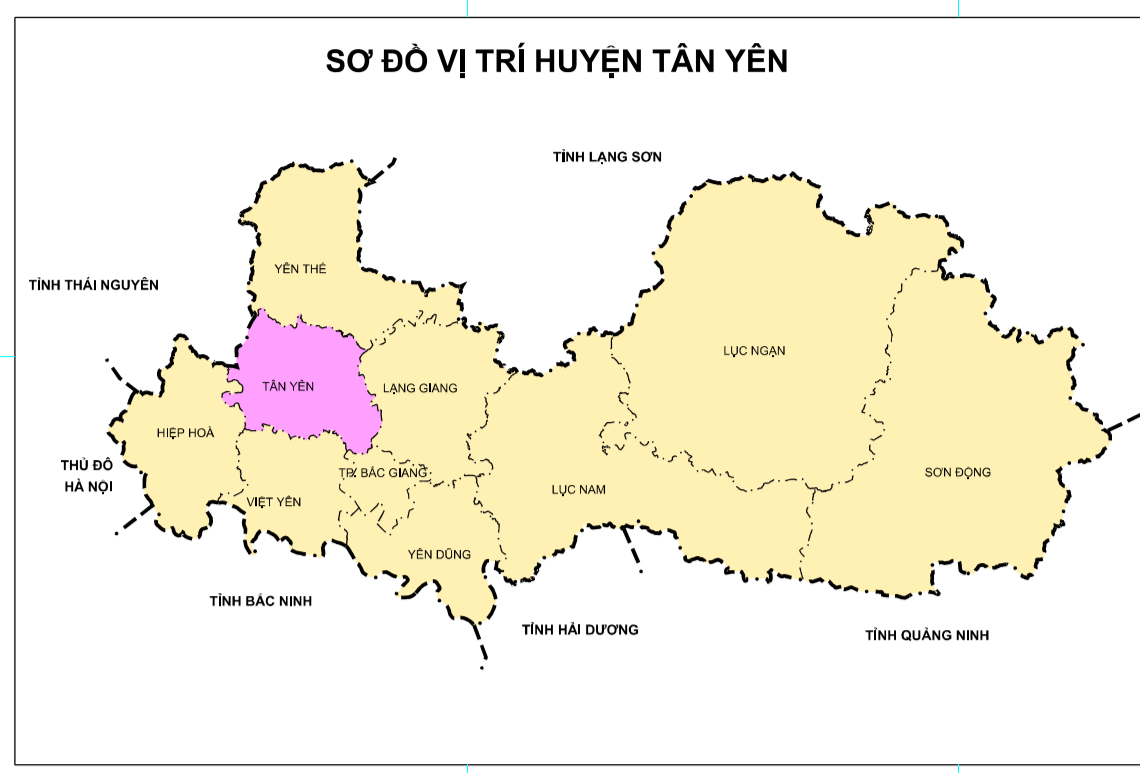 SƠ ĐỒ VỊ TRÍ HUYỆN TÂN YÊN
TỈNH LẠNG SƠN
YÊN THẾ
TỈNH THÁI NGUYÊN
LỤC NGẠN
TÂN YÊN
LẠNG GIANG
HIỆP HOÀ
THỦ ĐÔ
HÀ NỘI
TP. BẮC GIANG
SƠN ĐỘNG
LỤC NAM
VIỆT YÊN
YÊN DŨNG
TỈNH BẮC NINH
TỈNH HẢI DƯƠNG
TỈNH QUẢNG NINH